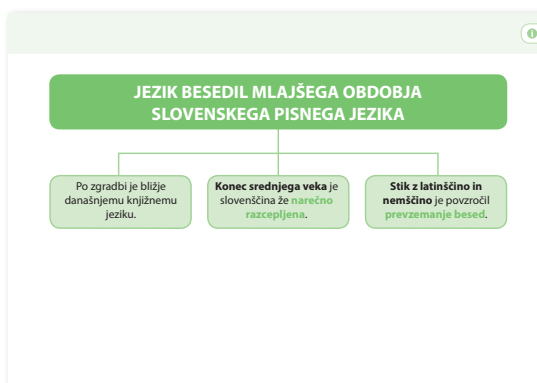 JEZIK BESEDIL MLAJŠEGA OBDOBJA
SLOVENSKEGA PISNEGA JEZIKA
Po zgradbi je bližje
današnjemu knjižnemu
jeziku.
Konec srednjega veka je
slovenščina že narečno
razcepljena.
Stik z latinščino in
nemščino je povzročil
prevzemanje besed.